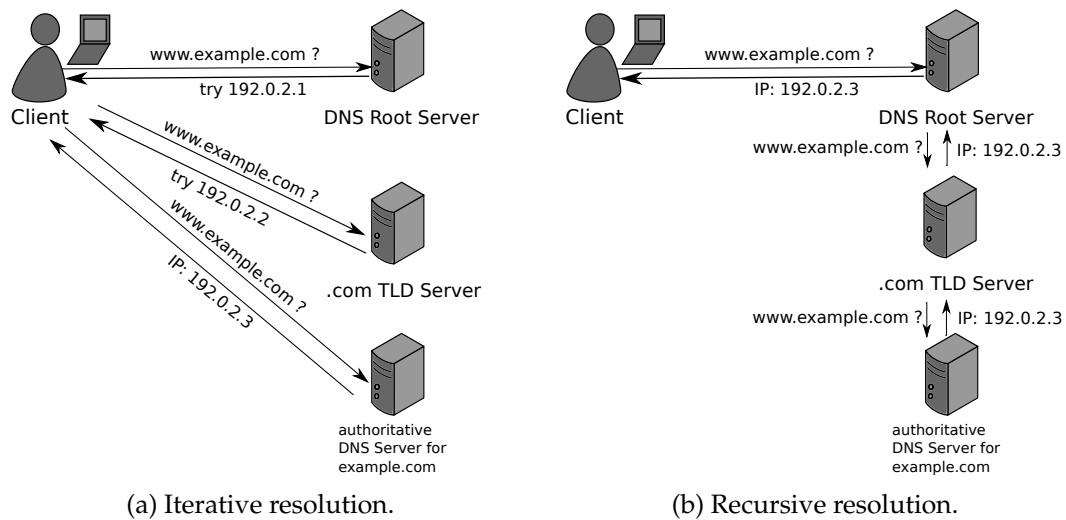 www.example.com ?
try 192.0.2.1
Client
DNS Root Server
www.example.com ?
try 192.0.2.2
www.example.com ?
IP: 192.0.2.3
.com TLD Server
authoritative
DNS Server for
example.com
(a) Iterative resolution.
www.example.com ?
IP: 192.0.2.3
Client
DNS Root Server
www.example.com ?
IP: 192.0.2.3
.com TLD Server
www.example.com ?
IP: 192.0.2.3
authoritative
DNS Server for
example.com
(b) Recursive resolution.